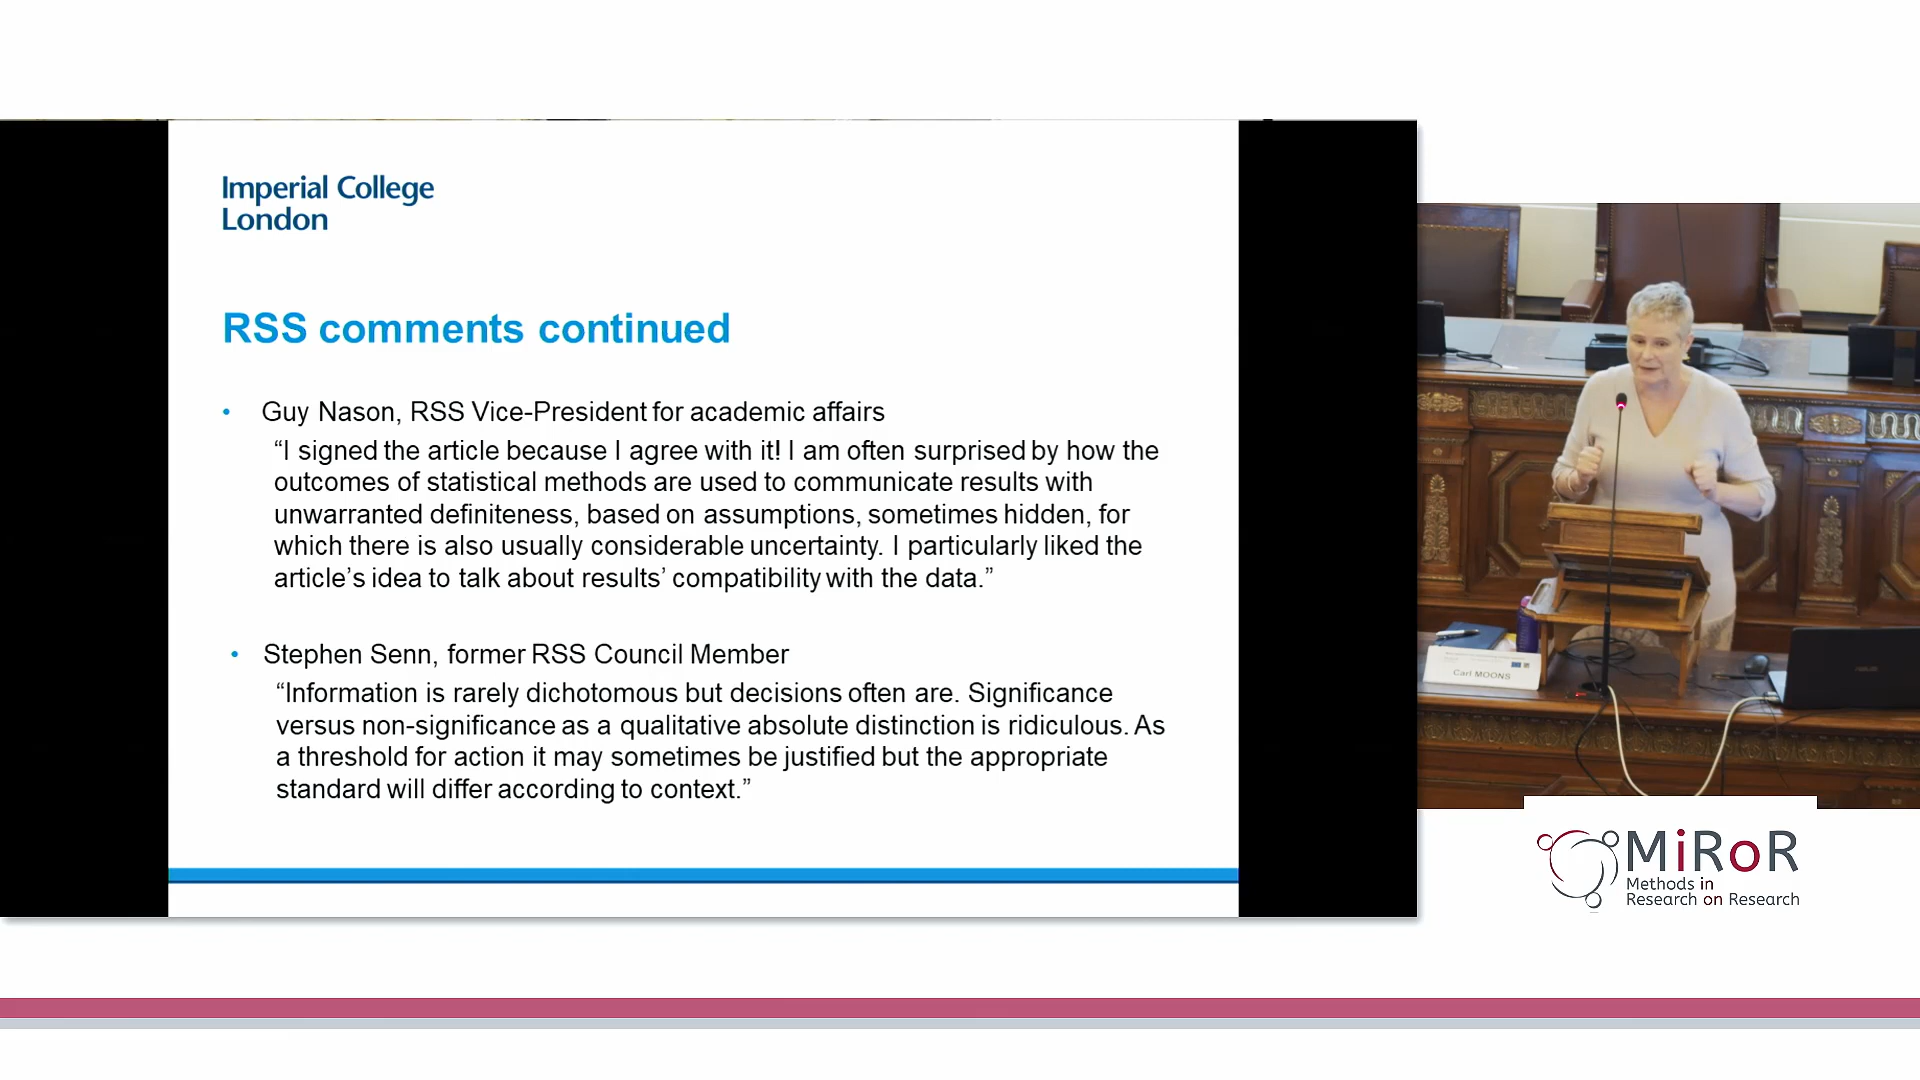 Imperial College
London
RSS comments continued
• Guy Nason, RSS Vice-President for academic affairs
“I signed the article because I agree with it! I am often surprised by how the
outcomes of statistical methods are used to communicate results with
unwarranted definiteness, based on assumptions, sometimes hidden, for
which there is also usually considerable uncertainty. I particularly liked the
article’s idea to talk about results’ compatibility with the data.”
• Stephen Senn, former RSS Council Member
“Information is rarely dichotomous but decisions often are. Significance
versus non-significance as a qualitative absolute distinction is ridiculous. As
a threshold for action it may sometimes be justified but the appropriate
standard will differ according to context.”
Carl MOONS
ASUS
MiRoR
Methods in
Research on Research